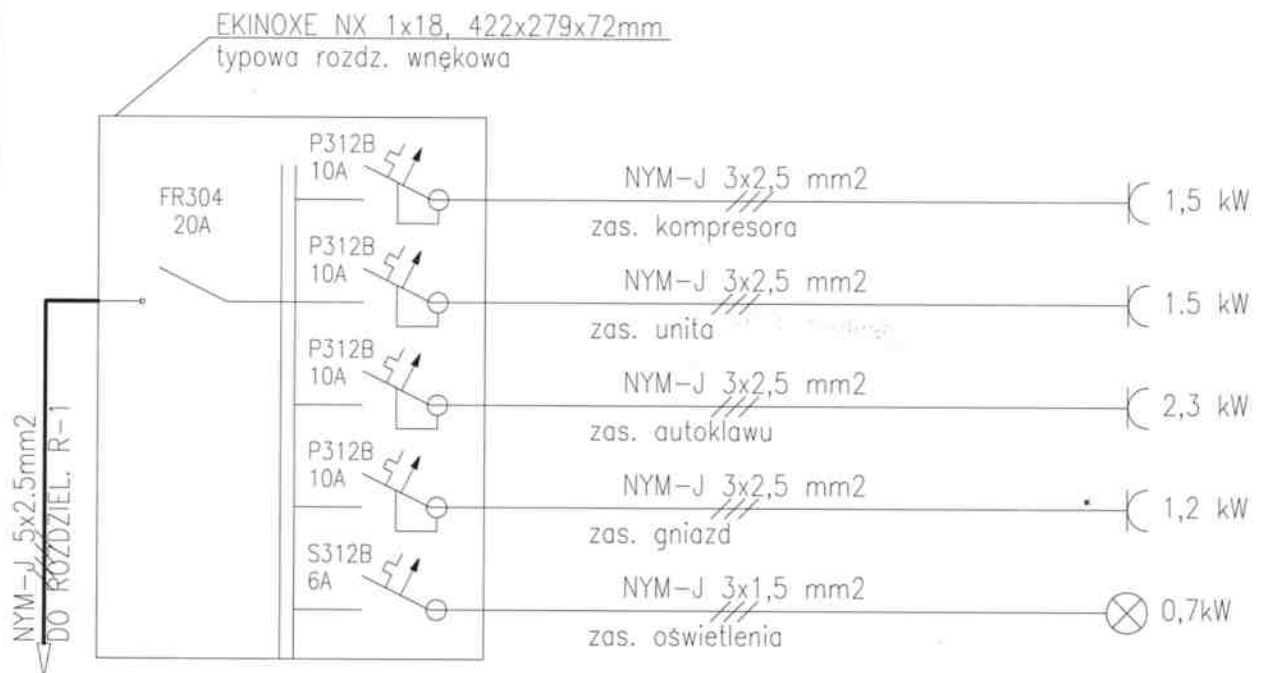 EKINOXE NX 1x18, 422x279x72mm
typowa rozdz. wnękowa
FR304
20A
P312B
10A
NYM-J 3x2,5 mm2
zas. kompresora
1,5 kW
P312B
10A
NYM-J 3x2,5 mm2
zas. unita
1.5 kW
P312B
10A
NYM-J 3x2,5 mm2
zas. autoklawu
2,3 kW
P312B
10A
NYM-J 3x2,5 mm2
zas. gniazd
1,2 kW
S312B
6A
NYM-J 3x1,5 mm2
zas. oświetlenia
0,7kW
NYM-J 5x2.5mm2
DO ROZDZIEL. R-1